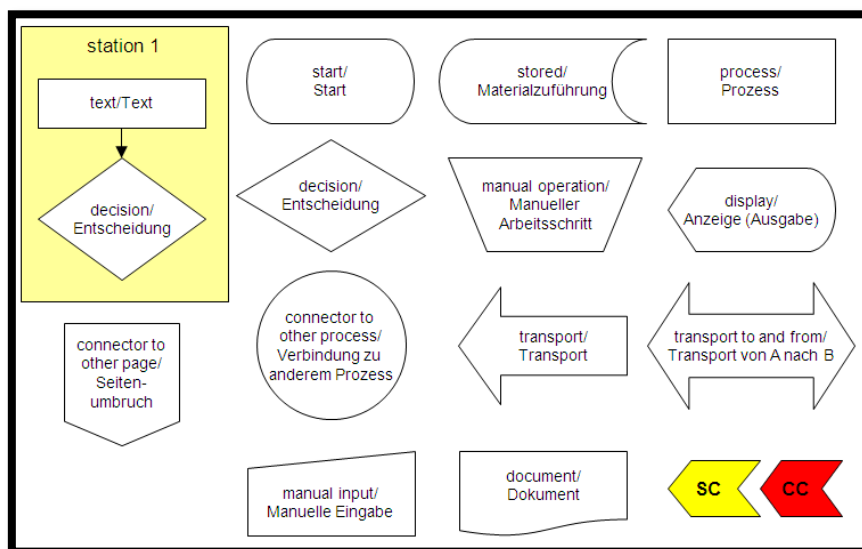 station 1
text/Text
decision/
Entscheidung
start/
Start
stored/
Materialzuführung
process/
Prozess
decision/
Entscheidung
manual operation/
Manueller
Arbeitsschritt
display/
Anzeige (Ausgabe)
connector to
other page/
Seiten-
umbruch
connector to
other process/
Verbindung zu
anderem Prozess
transport/
Transport
transport to and from/
Transport von A nach B
manual input/
Manuelle Eingabe
document/
Dokument
SC
CC